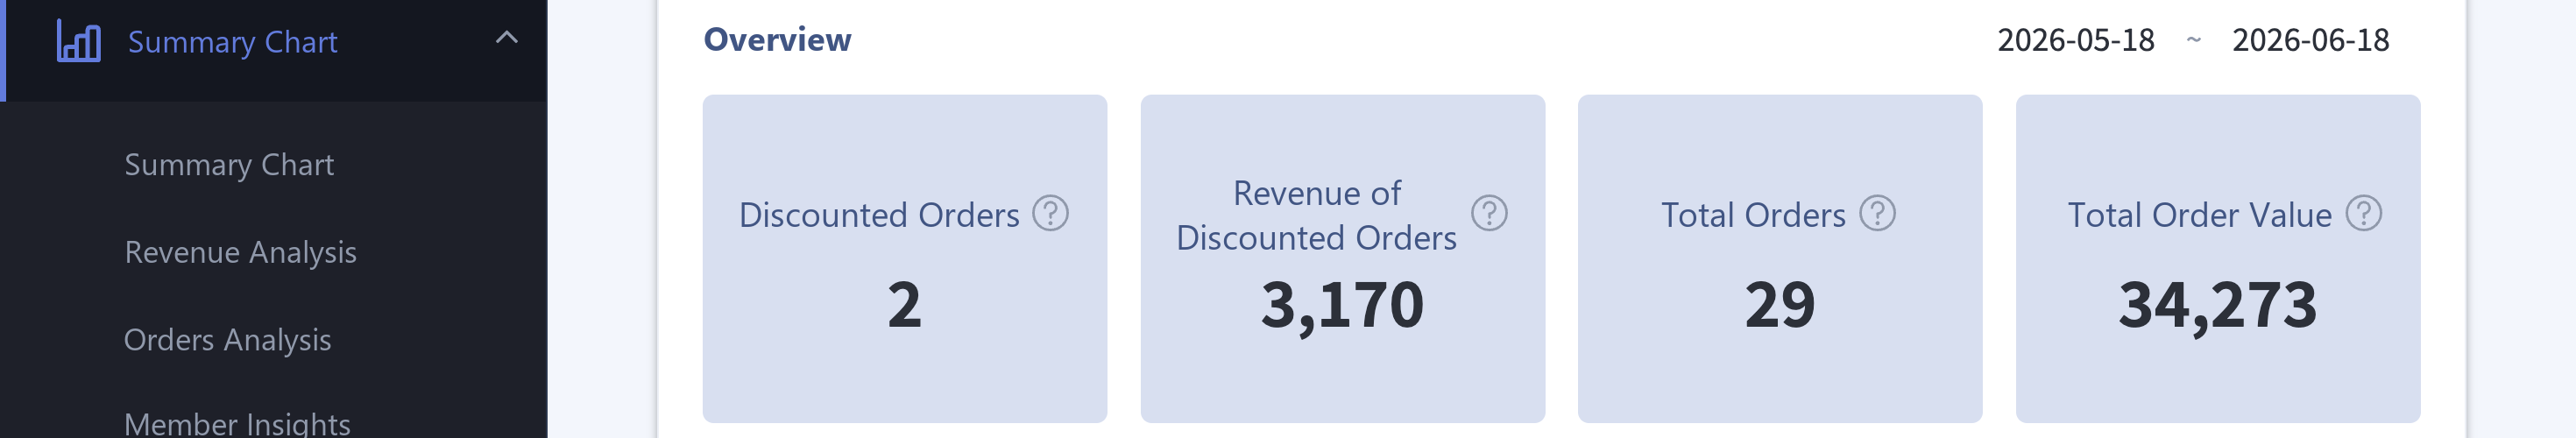 Summary Chart
Summary Chart
Revenue Analysis
Orders Analysis
Member Insights
Overview
2026-05-18 ~ 2026-06-18
Discounted Orders
2
Revenue of
Discounted Orders
3,170
Total Orders
29
Total Order Value
34,273